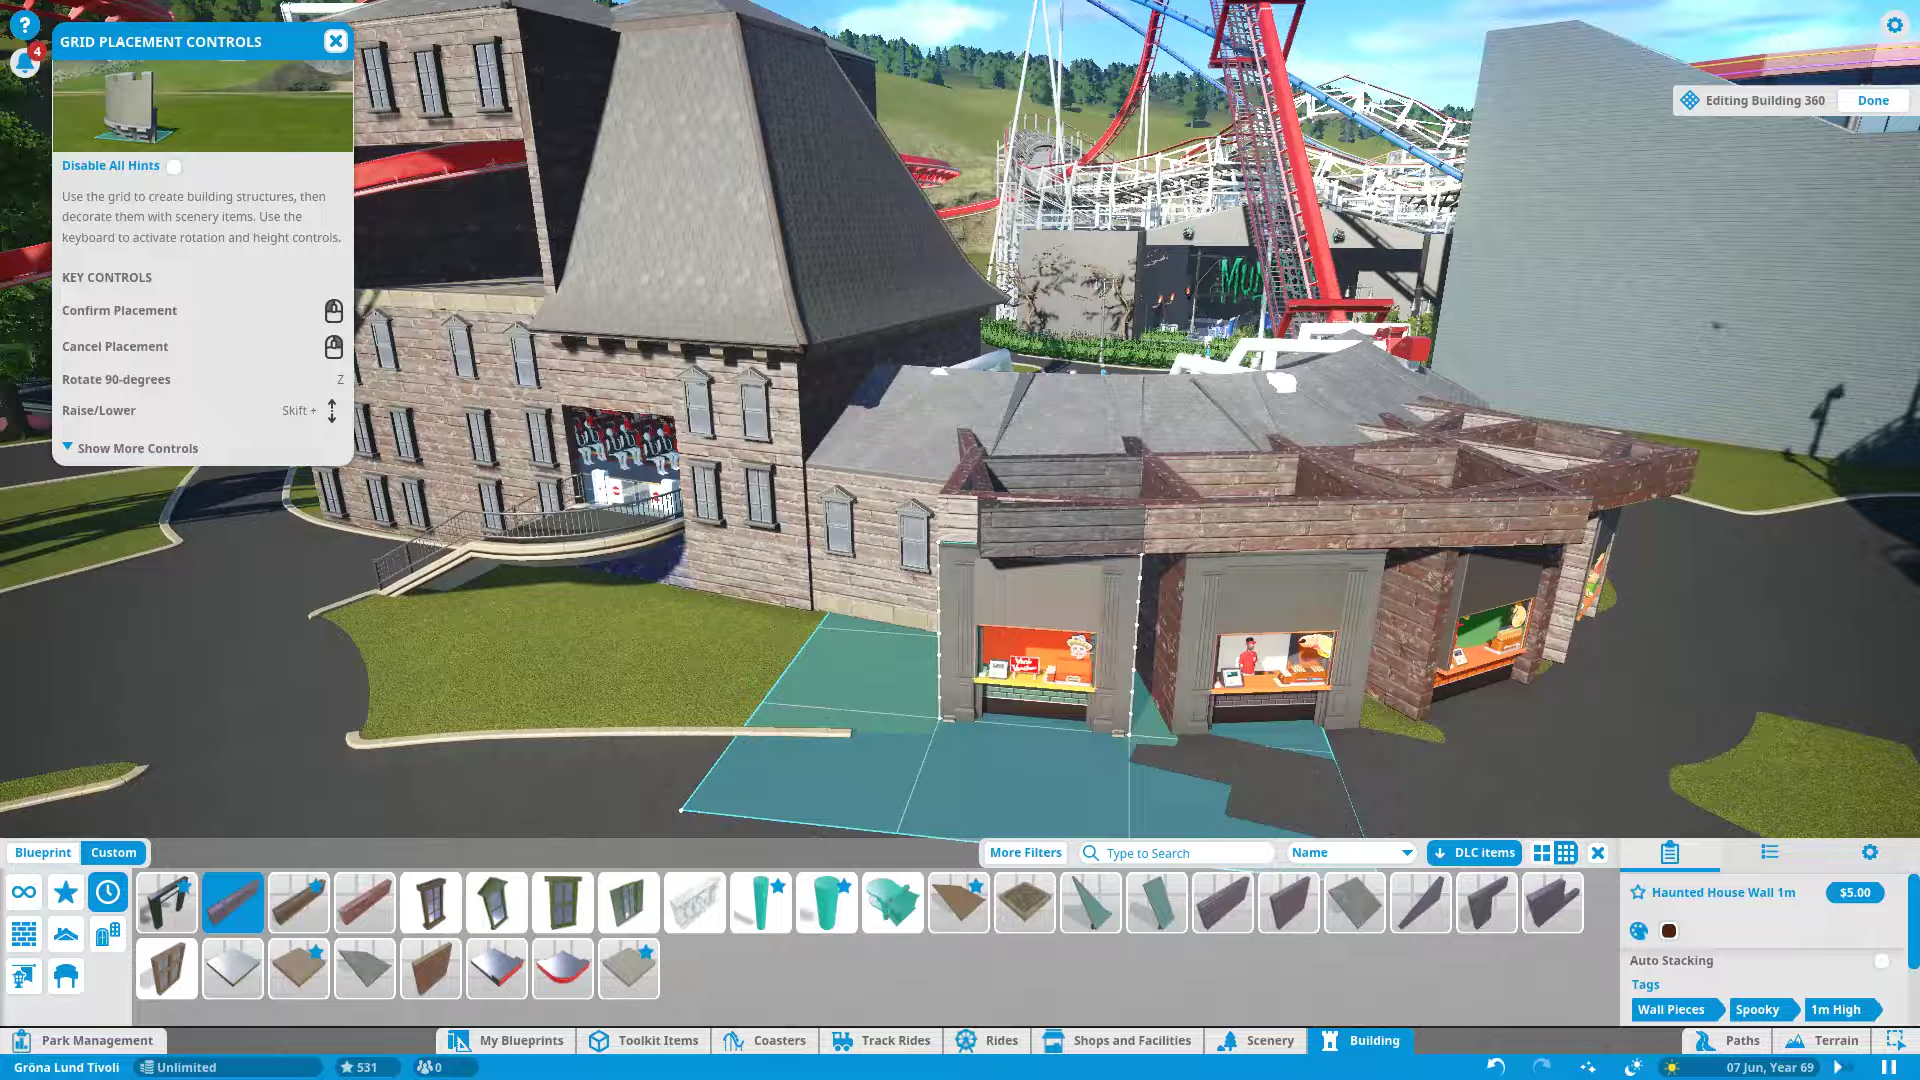 ?
4
GRID PLACEMENT CONTROLS
Disable All Hints
Use the grid to create building structures, then
decorate them with scenery items. Use the
keyboard to activate rotation and height controls.
KEY CONTROLS
Confirm Placement
Cancel Placement
Rotate 90-degrees Z
Raise/Lower Skift +
Show More Controls
Editing Building 360 Done
Blueprint Custom
More Filters Type to Search Name DLC items
Haunted House Wall 1m $5.00
Auto Stacking
Tags
Wall Pieces Spooky 1m High
Park Management My Blueprints Toolkit Items Coasters Track Rides Rides Shops and Facilities Scenery Building Paths Terrain
Gröna Lund Tivoli Unlimited 531 0 07 Jun, Year 69